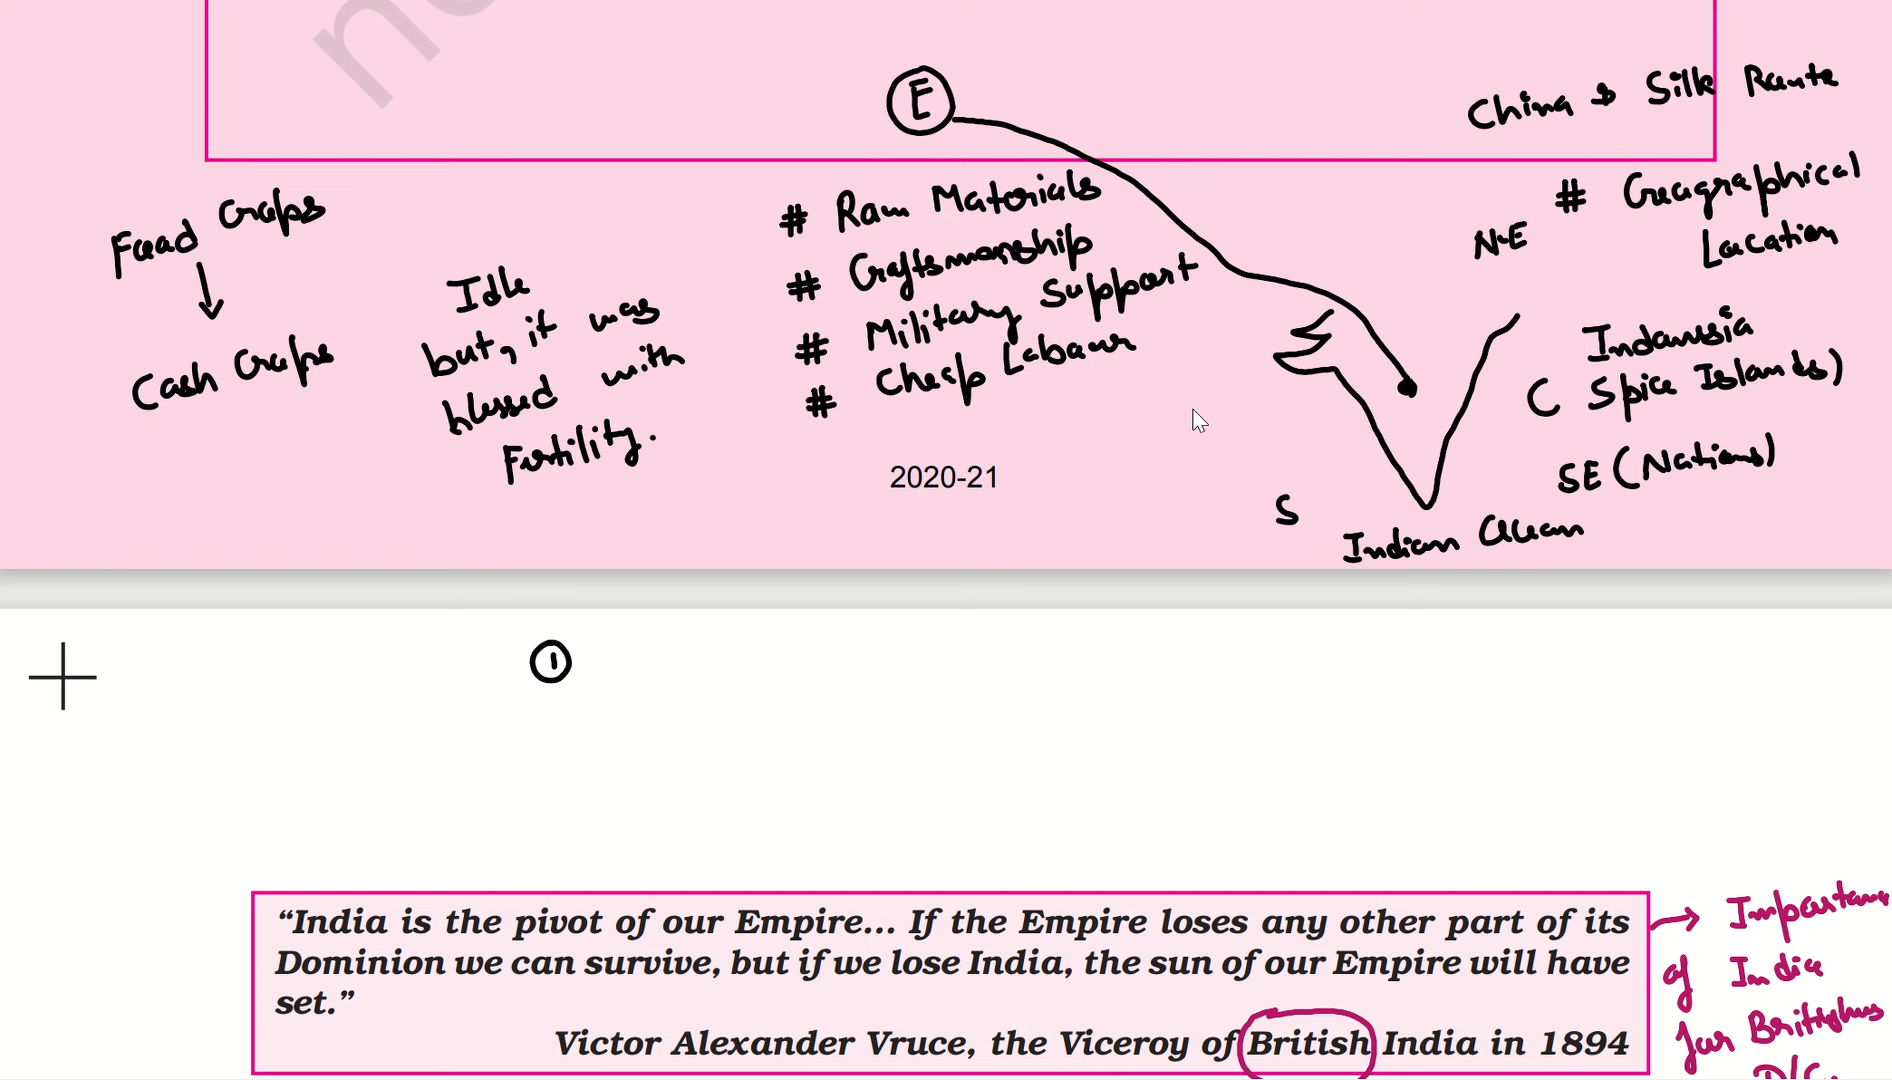 E
China → Silk Route
# Geographical
Location
N-E
Food Crops
Cash Crops
Idle
but, it was
blessed with
Fertility.
# Raw Materials
# Craftsmanship
# Military Support
# Cheap Labour
Indonesia
( Spice Islands)
SE (Nations)
S
Indian Ocean
2020-21
1
“India is the pivot of our Empire... If the Empire loses any other part of its
Dominion we can survive, but if we lose India, the sun of our Empire will have
set.”
Victor Alexander Vruce, the Viceroy of British India in 1894
→ Importance
of India
for